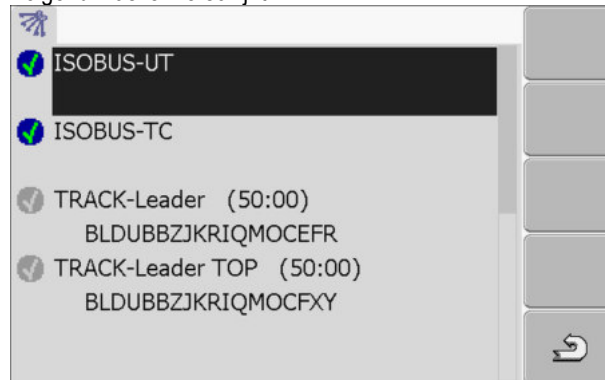 ISOBUS-UT
ISOBUS-TC
TRACK-Leader (50:00)
BLDUBBZJKRIQMOCEFR
TRACK-Leader TOP (50:00)
BLDUBBZJKRIQMOCFXY